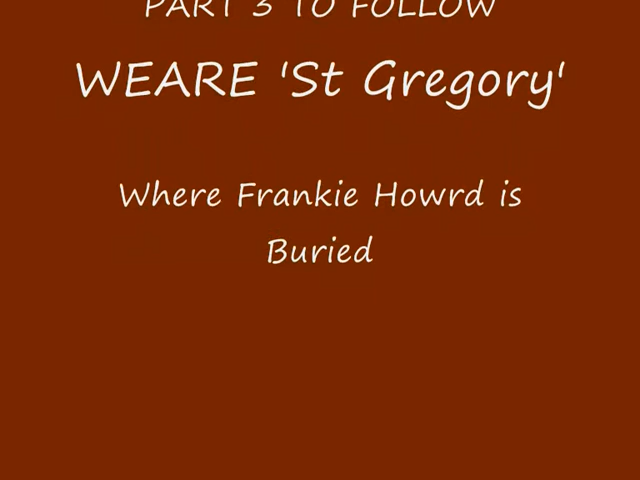 PART 3 TO FOLLOW
WEARE 'St Gregory'
Where Frankie Howrd is
Buried